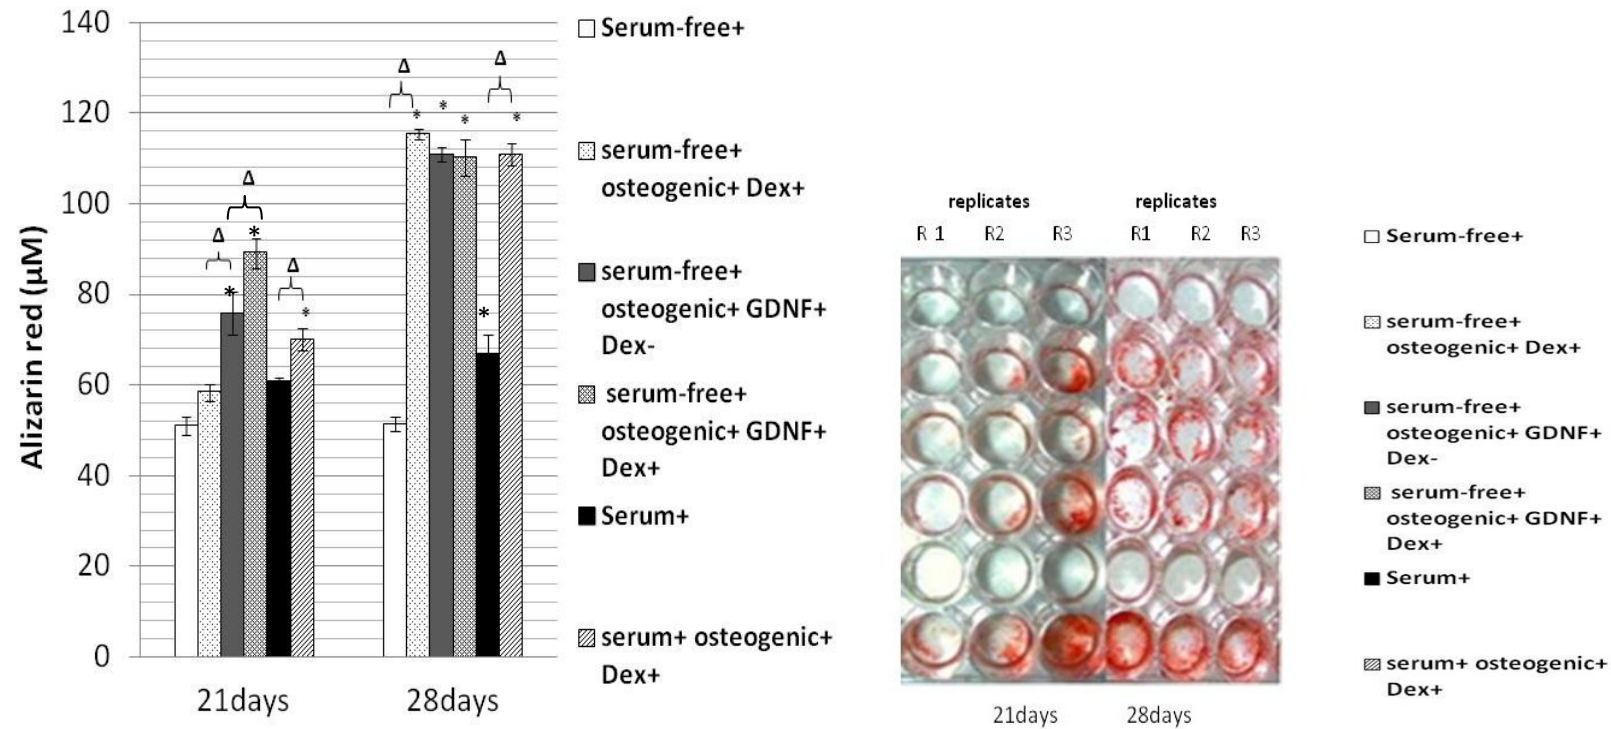 140
120
100
80
60
40
20
0
Alizarin red (µM)
Δ
Δ
Δ
Δ
Δ
*
*
*
*
*
*
*
*
21days
28days
Serum-free+
serum-free+
osteogenic+ Dex+
serum-free+
osteogenic+ GDNF+
Dex-
serum-free+
osteogenic+ GDNF+
Dex+
Serum+
serum+ osteogenic+
Dex+
replicates
replicates
R 1
R2
R3
R1
R2
R3
21days
28days
Serum-free+
serum-free+
osteogenic+ Dex+
serum-free+
osteogenic+ GDNF+
Dex-
serum-free+
osteogenic+ GDNF+
Dex+
Serum+
serum+ osteogenic+
Dex+